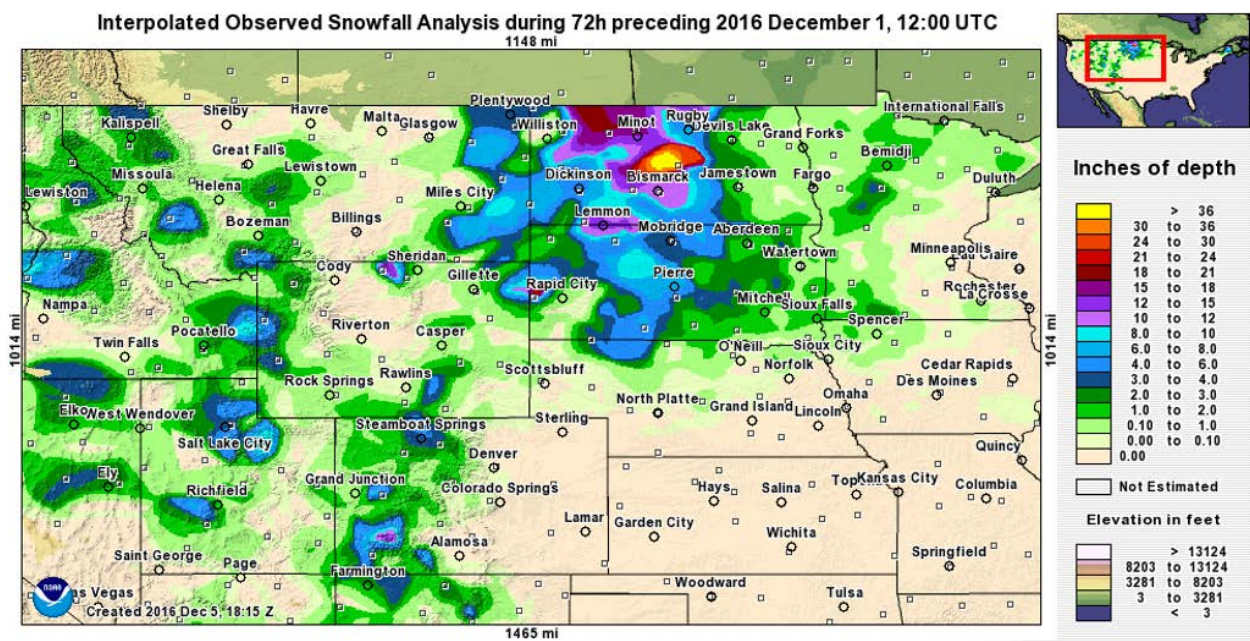 Interpolated Observed Snowfall Analysis during 72h preceding 2016 December 1, 12:00 UTC
1148 mi
1014 mi
Kalispell
Shelby
Havre
Malta
Glasgow
Plentywood
Williston
Minot
Rugby
Devils Lake
Grand Forks
International Falls
Great Falls
Lewistown
Bemidji
Lewiston
Missoula
Helena
Miles City
Dickinson
Bismarck
Jamestown
Fargo
Duluth
Bozeman
Billings
Lemmon
Mobridge
Aberdeen
Watertown
Minneapolis
Eau Claire
Cody
Sheridan
Gillette
Rapid City
Pierre
Mitchell
Sioux Falls
Rochester
La Crosse
Nampa
Pocatello
Riverton
Casper
Spencer
Twin Falls
Rock Springs
Rawlins
Scottsbluff
O'Neill
Sioux City
Norfolk
Cedar Rapids
Des Moines
Elko
West Wendover
Salt Lake City
Steamboat Springs
Sterling
North Platte
Grand Island
Lincoln
Omaha
Quincy
Ely
Richfield
Grand Junction
Denver
Colorado Springs
Hays
Salina
Kansas City
Columbia
Lamar
Garden City
Wichita
Saint George
Page
Farmington
Alamosa
Springfield
as Vegas
Woodward
Tulsa
NOAA
Created 2016 Dec 5, 18:15 Z
1465 mi
1014 mi
Inches of depth
> 36
30 to 36
24 to 30
21 to 24
18 to 21
15 to 18
12 to 15
10 to 12
8.0 to 10
6.0 to 8.0
4.0 to 6.0
3.0 to 4.0
2.0 to 3.0
1.0 to 2.0
0.10 to 1.0
0.00 to 0.10
0.00
Not Estimated
Elevation in feet
> 13124
8203 to 13124
3281 to 8203
3 to 3281
< 3